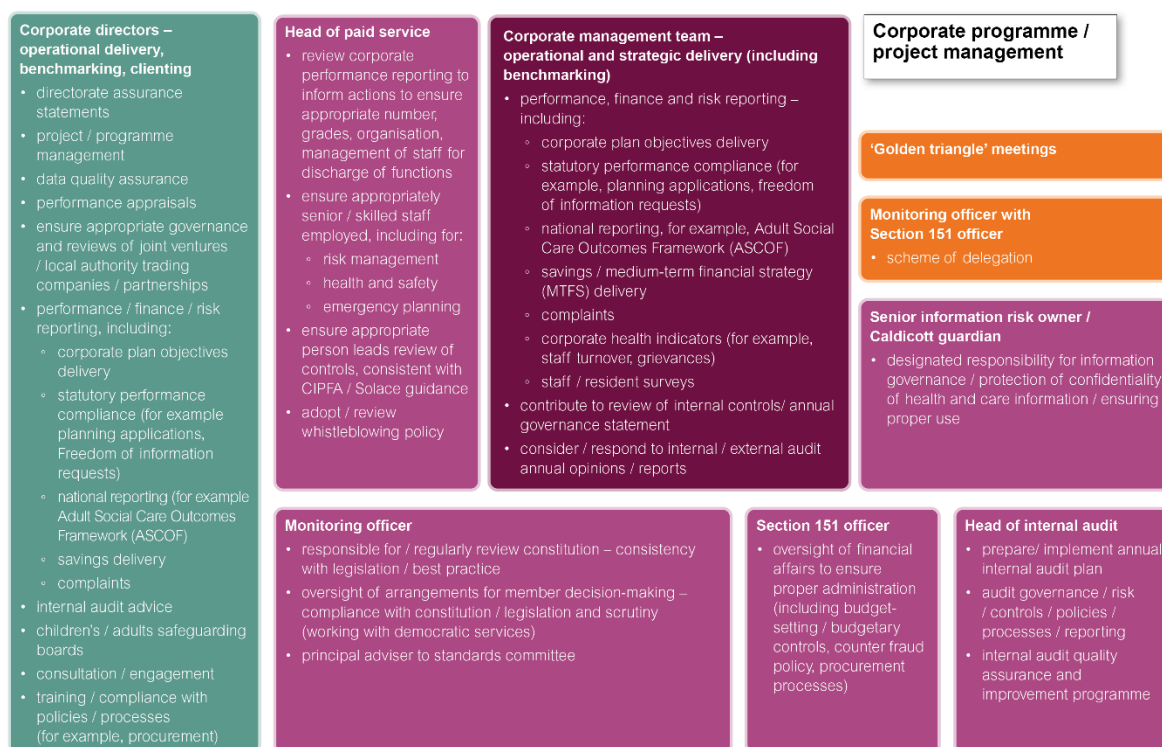 Corporate directors –
operational delivery,
benchmarking, clienting
• directorate assurance
statements
• project / programme
management
• data quality assurance
• performance appraisals
• ensure appropriate governance
and reviews of joint ventures
/ local authority trading
companies / partnerships
• performance / finance / risk
reporting, including:
◦ corporate plan objectives
delivery
◦ statutory performance
compliance (for example
planning applications,
Freedom of information
requests)
◦ national reporting (for example
Adult Social Care Outcomes
Framework (ASCOF)
◦ savings delivery
◦ complaints
• internal audit advice
• children's / adults safeguarding
boards
• consultation / engagement
• training / compliance with
policies / processes
(for example, procurement)
Head of paid service
• review corporate
performance reporting to
inform actions to ensure
appropriate number,
grades, organisation,
management of staff for
discharge of functions
• ensure appropriately
senior / skilled staff
employed, including for:
◦ risk management
◦ health and safety
◦ emergency planning
• ensure appropriate
person leads review of
controls, consistent with
CIPFA / Solace guidance
• adopt / review
whistleblowing policy
Corporate management team –
operational and strategic delivery (including
benchmarking)
• performance, finance and risk reporting –
including:
◦ corporate plan objectives delivery
◦ statutory performance compliance (for
example, planning applications, freedom
of information requests)
◦ national reporting, for example, Adult Social
Care Outcomes Framework (ASCOF)
◦ savings / medium-term financial strategy
(MTFS) delivery
◦ complaints
◦ corporate health indicators (for example,
staff turnover, grievances)
◦ staff / resident surveys
• contribute to review of internal controls/ annual
governance statement
• consider / respond to internal / external audit
annual opinions / reports
Corporate programme /
project management
'Golden triangle' meetings
Monitoring officer with
Section 151 officer
• scheme of delegation
Senior information risk owner /
Caldicott guardian
• designated responsibility for information
governance / protection of confidentiality
of health and care information / ensuring
proper use
Monitoring officer
• responsible for / regularly review constitution – consistency
with legislation / best practice
• oversight of arrangements for member decision-making –
compliance with constitution / legislation and scrutiny
(working with democratic services)
• principal adviser to standards committee
Section 151 officer
• oversight of financial
affairs to ensure
proper administration
(including budget-
setting / budgetary
controls, counter fraud
policy, procurement
processes)
Head of internal audit
• prepare/ implement annual
internal audit plan
• audit governance / risk
/ controls / policies /
processes / reporting
• internal audit quality
assurance and
improvement programme